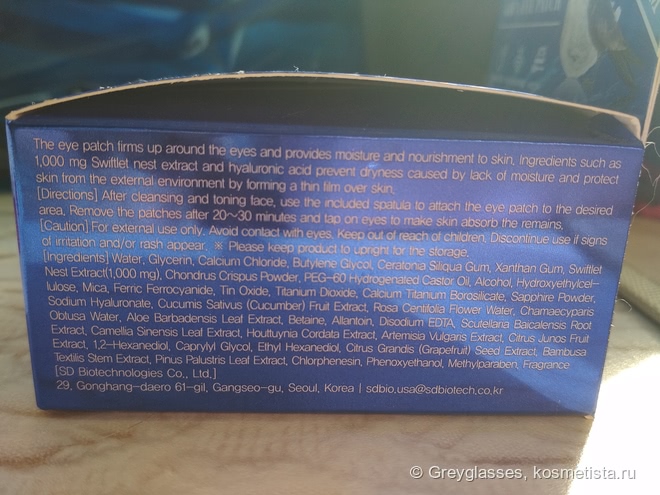 The eye patch firms up around the eyes and provides moisture and nourishment to skin. Ingredients such as
1,000 mg Swiftlet nest extract and hyaluronic acid prevent dryness caused by lack of moisture and protect
skin from the external environment by forming a thin film over skin.
[Directions] After cleansing and toning face, use the included spatula to attach the eye patch to the desired
area. Remove the patches after 20~30 minutes and tap on eyes to make skin absorb the remains.
[Caution] For external use only. Avoid contact with eyes. Keep out of reach of children. Discontinue use if signs
of irritation and/or rash appear. ※ Please keep product to upright for the storage.
[Ingredients] Water, Glycerin, Calcium Chloride, Butylene Glycol, Ceratonia Siliqua Gum, Xanthan Gum, Swiftlet
Nest Extract(1,000 mg), Chondrus Crispus Powder, PEG-60 Hydrogenated Castor Oil, Alcohol, Hydroxyethylcel-
lulose, Mica, Ferric Ferrocyanide, Tin Oxide, Titanium Dioxide, Calcium Titanium Borosilicate, Sapphire Powder,
Sodium Hyaluronate, Cucumis Sativus (Cucumber) Fruit Extract, Rosa Centifolia Flower Water, Chamaecyparis
Obtusa Water, Aloe Barbadensis Leaf Extract, Betaine, Allantoin, Disodium EDTA, Scutellaria Baicalensis Root
Extract, Camellia Sinensis Leaf Extract, Houttuynia Cordata Extract, Artemisia Vulgaris Extract, Citrus Junos Fruit
Extract, 1,2-Hexanediol, Caprylyl Glycol, Ethyl Hexanediol, Citrus Grandis (Grapefruit) Seed Extract, Bambusa
Textilis Stem Extract, Pinus Palustris Leaf Extract, Chlorphenesin, Phenoxyethanol, Methylparaben, Fragrance
[SD Biotechnologies Co., Ltd.]
29, Gonghang-daero 61-gil, Gangseo-gu, Seoul, Korea | sdbio.usa@sdbiotech.co.kr
© Greyglasses, kosmetista.ru